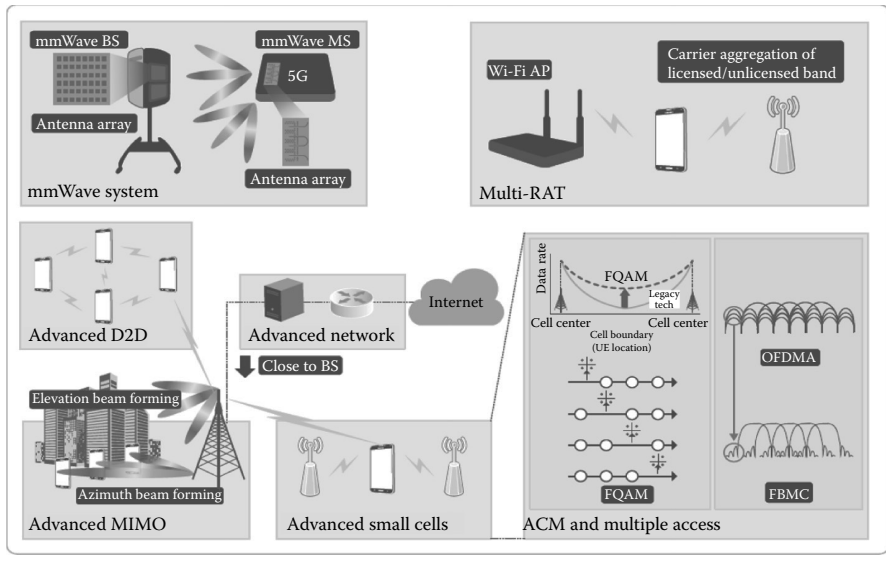 mmWave BS
mmWave MS
5G
Antenna array
Antenna array
mmWave system
Wi-Fi AP
Carrier aggregation of
licensed/unlicensed band
Multi-RAT
Advanced D2D
Advanced network
Internet
Close to BS
Elevation beam forming
Azimuth beam forming
Advanced MIMO
Advanced small cells
Data rate
FQAM
Legacy
tech
Cell center
Cell center
Cell boundary
(UE location)
FQAM
OFDMA
FBMC
ACM and multiple access